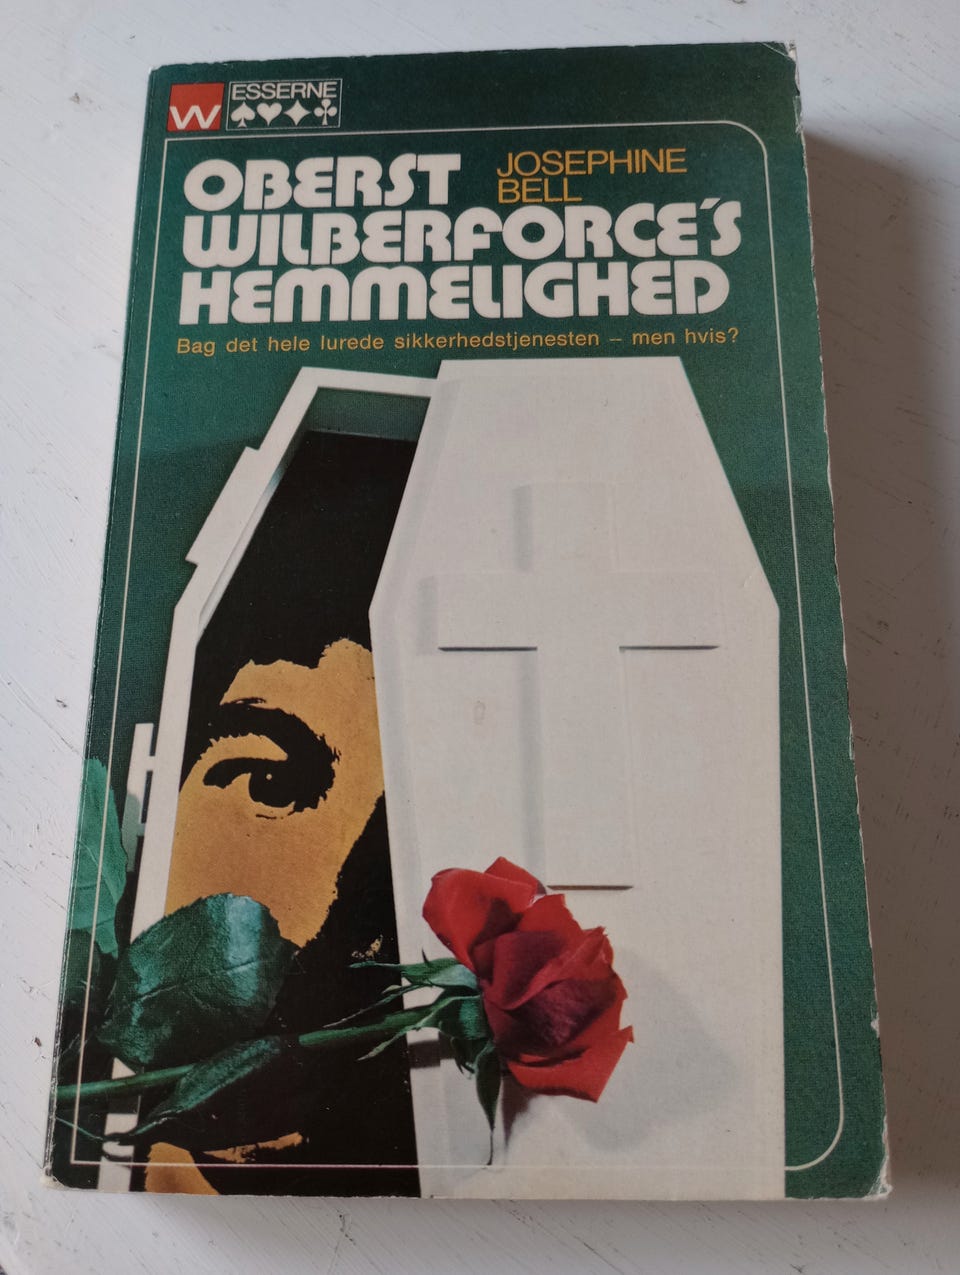 W
ESSERNE
OBERST
JOSEPHINE
BELL
WILBERFORCE'S
HEMMELIGHED
Bag det hele lurede sikkerhedstjenesten – men hvis?